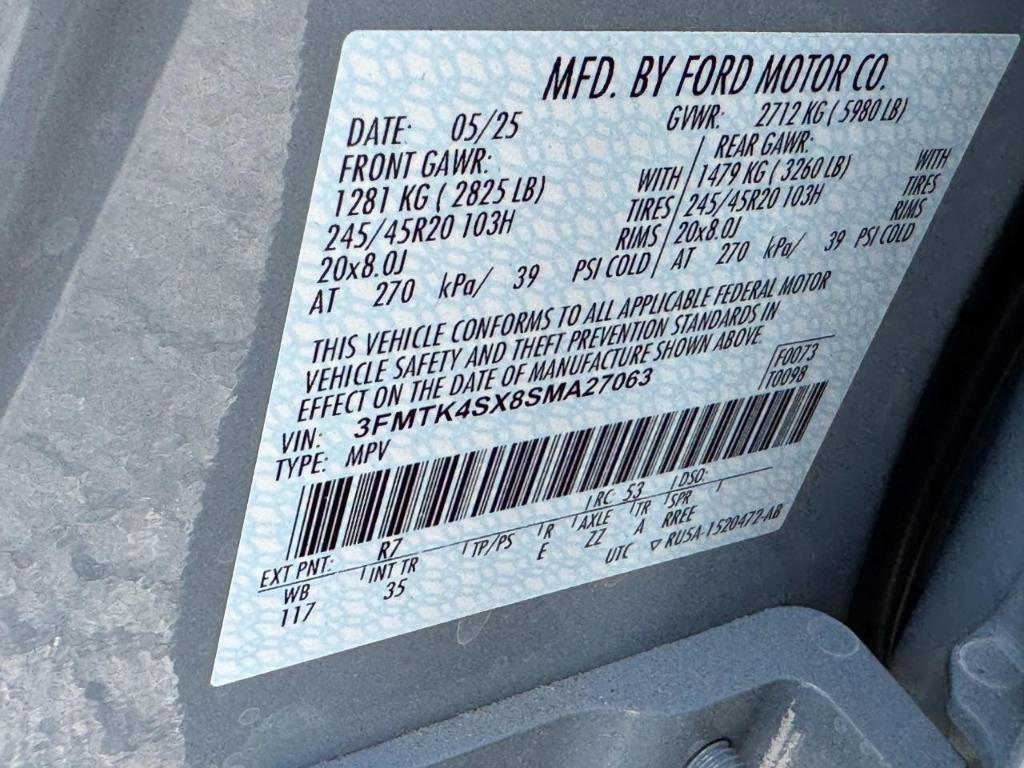 MFD. BY FORD MOTOR CO.
DATE: 05/25 GVWR: 2712 KG ( 5980 LB)
FRONT GAWR: REAR GAWR:
1281 KG ( 2825 LB) WITH 1479 KG ( 3260 LB) WITH
245/45R20 103H TIRES 245/45R20 103H TIRES
20x8.0J RIMS 20x8.0J RIMS
AT 270 kPa/ 39 PSI COLD AT 270 kPa/ 39 PSI COLD
THIS VEHICLE CONFORMS TO ALL APPLICABLE FEDERAL MOTOR
VEHICLE SAFETY AND THEFT PREVENTION STANDARDS IN
EFFECT ON THE DATE OF MANUFACTURE SHOWN ABOVE
F0073
VIN: 3FMTK4SX8SMA27063 T0098
TYPE: MPV
EXT PNT: R7 RC: 53 DSO:
WB INT TR TP/PS R AXLE TR SPR
117 35 E ZZ A RREE
UTC ▽ RU5A-1520472-AB